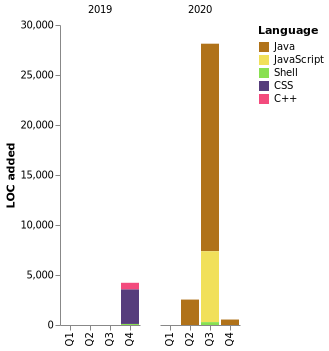 2019 2020
Language
Java
JavaScript
Shell
CSS
C++
LOC added
30,000
25,000
20,000
15,000
10,000
5,000
0
Q1 Q2 Q3 Q4 Q1 Q2 Q3 Q4